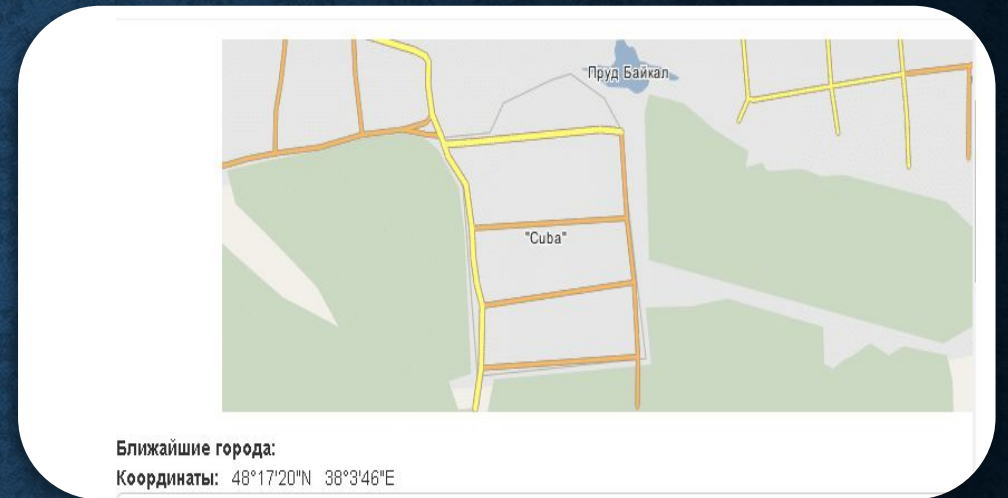 Пруд Байкал
"Cuba"
Ближайшие города:
Координаты: 48°17'20"N 38°3'46"E